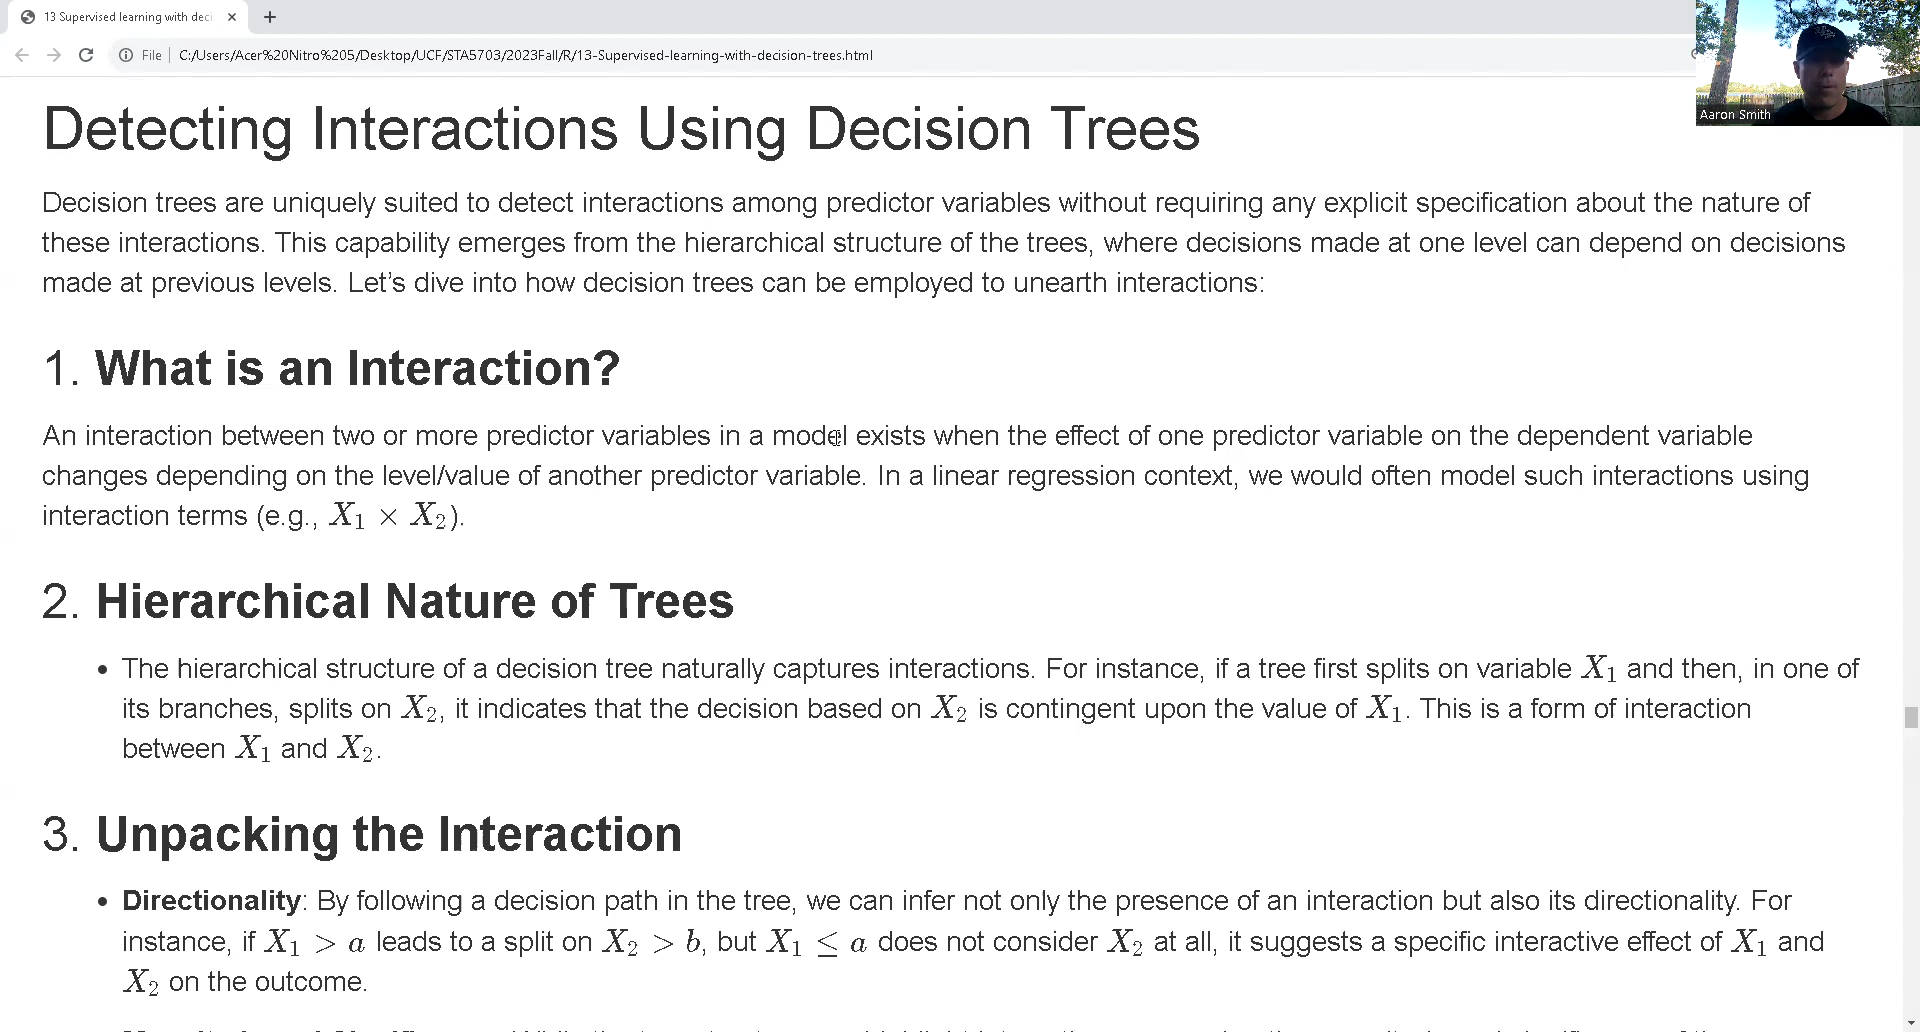 13 Supervised learning with deci
File
C:/Users/Acer%20Nitro%205/Desktop/UCF/STA5703/2023Fall/R/13-Supervised-learning-with-decision-trees.html
Aaron Smith
Detecting Interactions Using Decision Trees
Decision trees are uniquely suited to detect interactions among predictor variables without requiring any explicit specification about the nature of
these interactions. This capability emerges from the hierarchical structure of the trees, where decisions made at one level can depend on decisions
made at previous levels. Let’s dive into how decision trees can be employed to unearth interactions:
1. What is an Interaction?
An interaction between two or more predictor variables in a model exists when the effect of one predictor variable on the dependent variable
changes depending on the level/value of another predictor variable. In a linear regression context, we would often model such interactions using
interaction terms (e.g., X₁ × X₂).
2. Hierarchical Nature of Trees
• The hierarchical structure of a decision tree naturally captures interactions. For instance, if a tree first splits on variable X₁ and then, in one of
its branches, splits on X₂, it indicates that the decision based on X₂ is contingent upon the value of X₁. This is a form of interaction
between X₁ and X₂.
3. Unpacking the Interaction
• Directionality: By following a decision path in the tree, we can infer not only the presence of an interaction but also its directionality. For
instance, if X₁ > a leads to a split on X₂ > b, but X₁ ≤ a does not consider X₂ at all, it suggests a specific interactive effect of X₁ and
X₂ on the outcome.